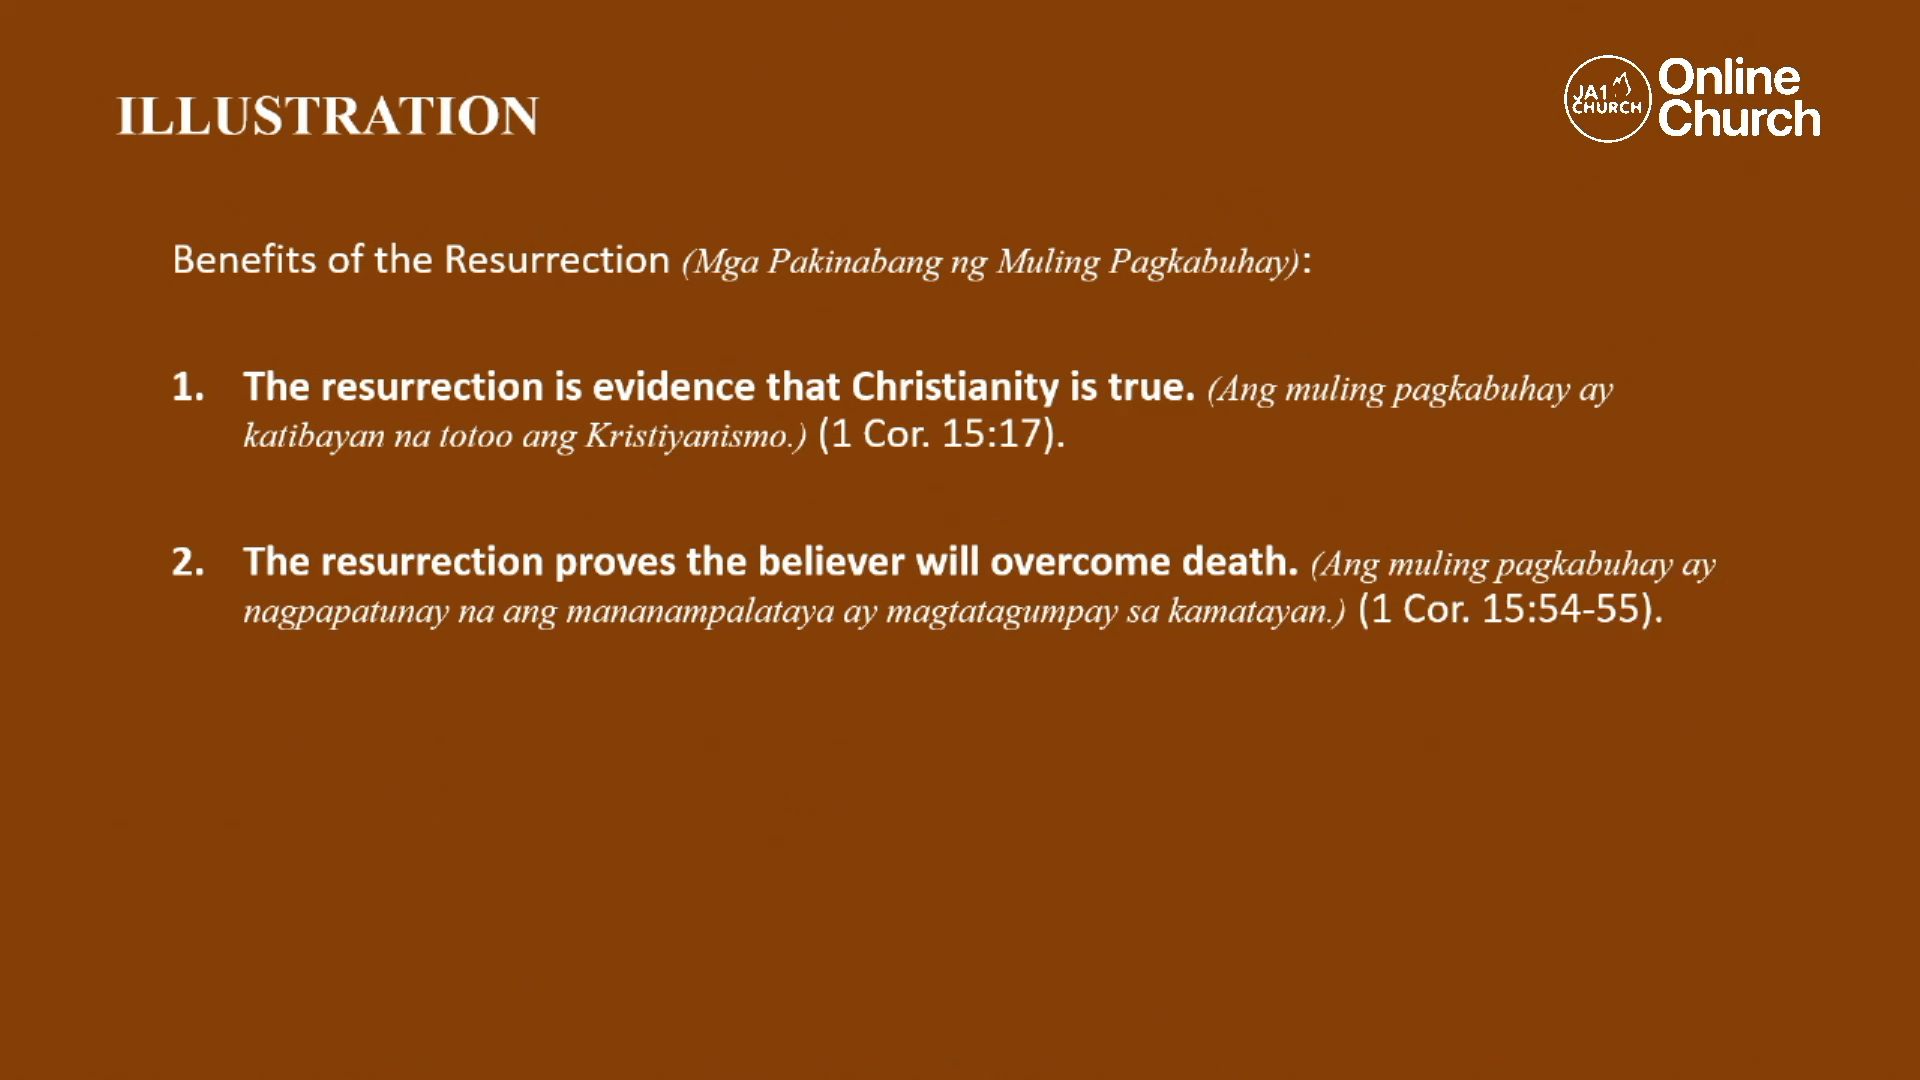 ILLUSTRATION
JA1
CHURCH
Online
Church
Benefits of the Resurrection (Mga Pakinabang ng Muling Pagkabuhay):
1. The resurrection is evidence that Christianity is true. (Ang muling pagkabuhay ay
katibayan na totoo ang Kristiyanismo.) (1 Cor. 15:17).
2. The resurrection proves the believer will overcome death. (Ang muling pagkabuhay ay
nagpapatunay na ang mananampalataya ay magtatagumpay sa kamatayan.) (1 Cor. 15:54-55).